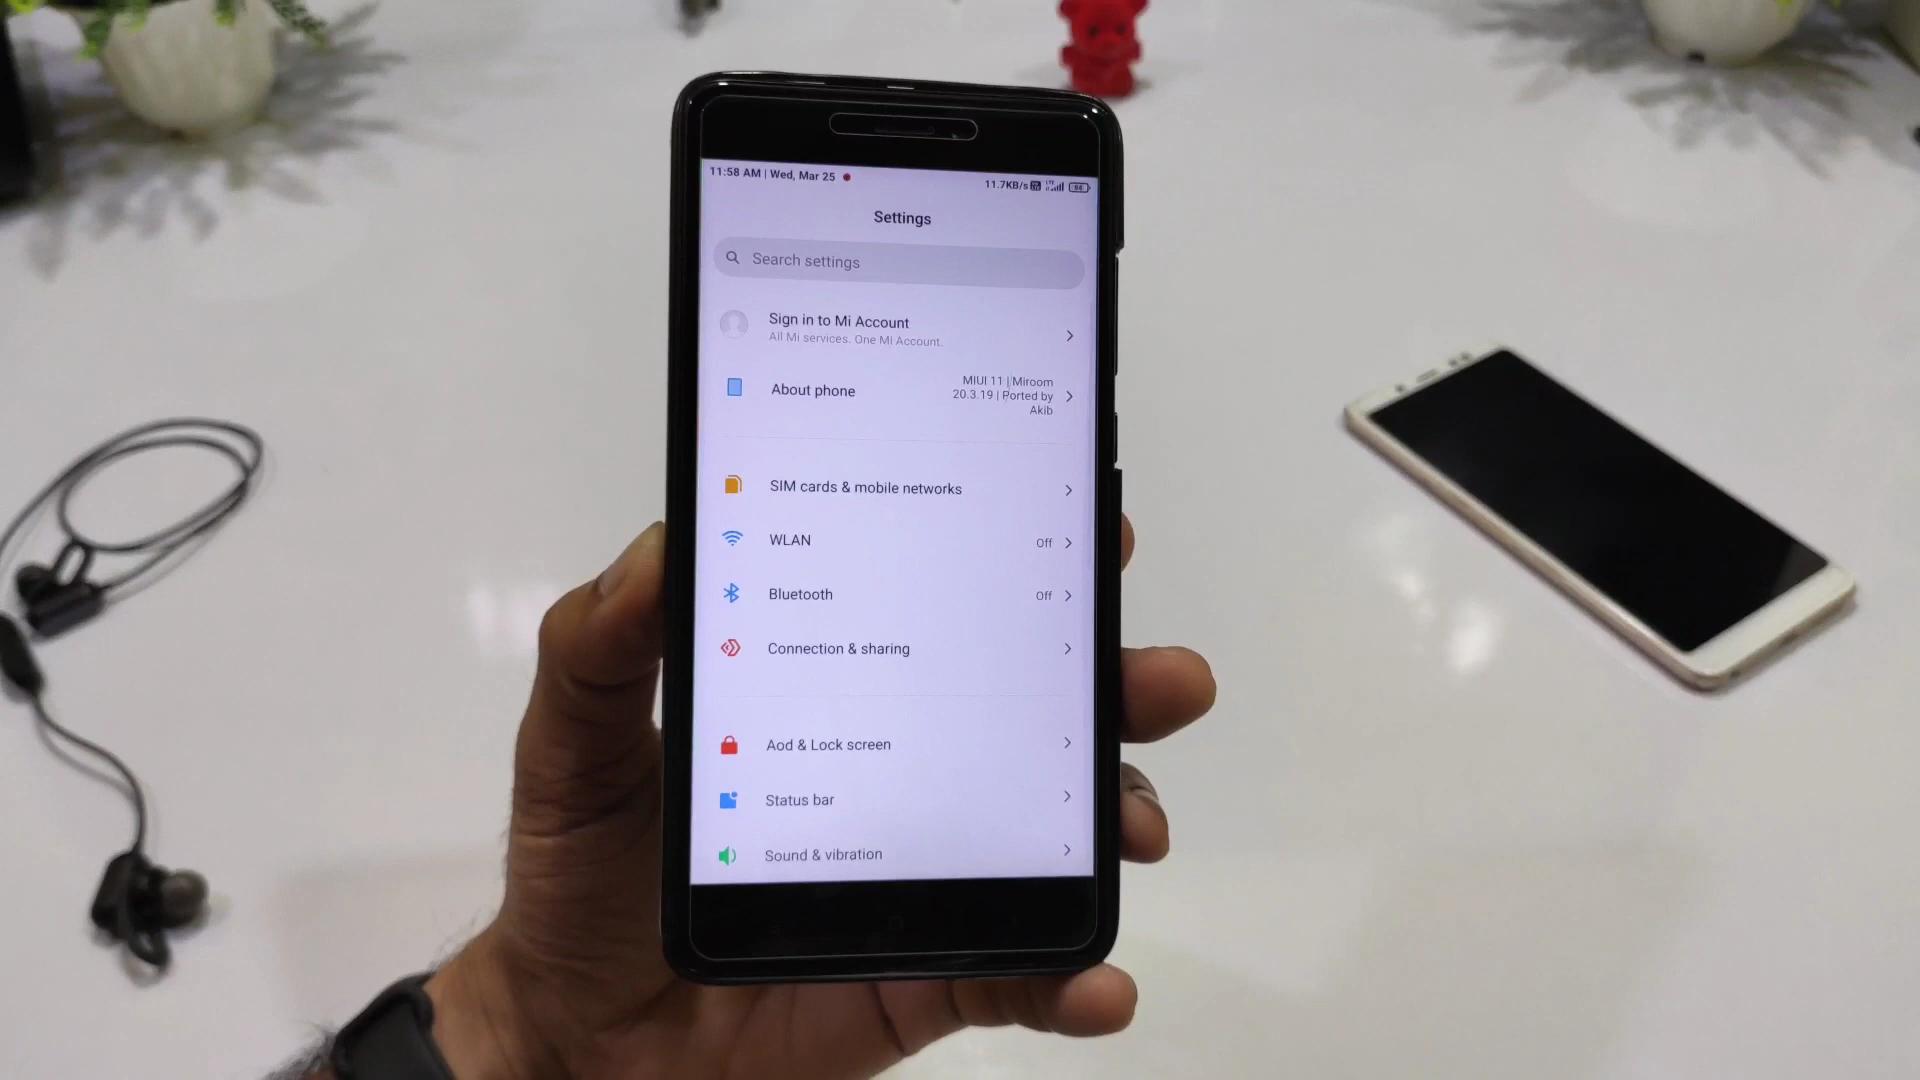 11:58 AM | Wed, Mar 25
11.7KB/s
Settings
Search settings
Sign in to Mi Account
All Mi services. One Mi Account.
About phone
MIUI 11 | Miroom
20.3.19 | Ported by
Akib
SIM cards & mobile networks
WLAN
Off
Bluetooth
Off
Connection & sharing
Aod & Lock screen
Status bar
Sound & vibration